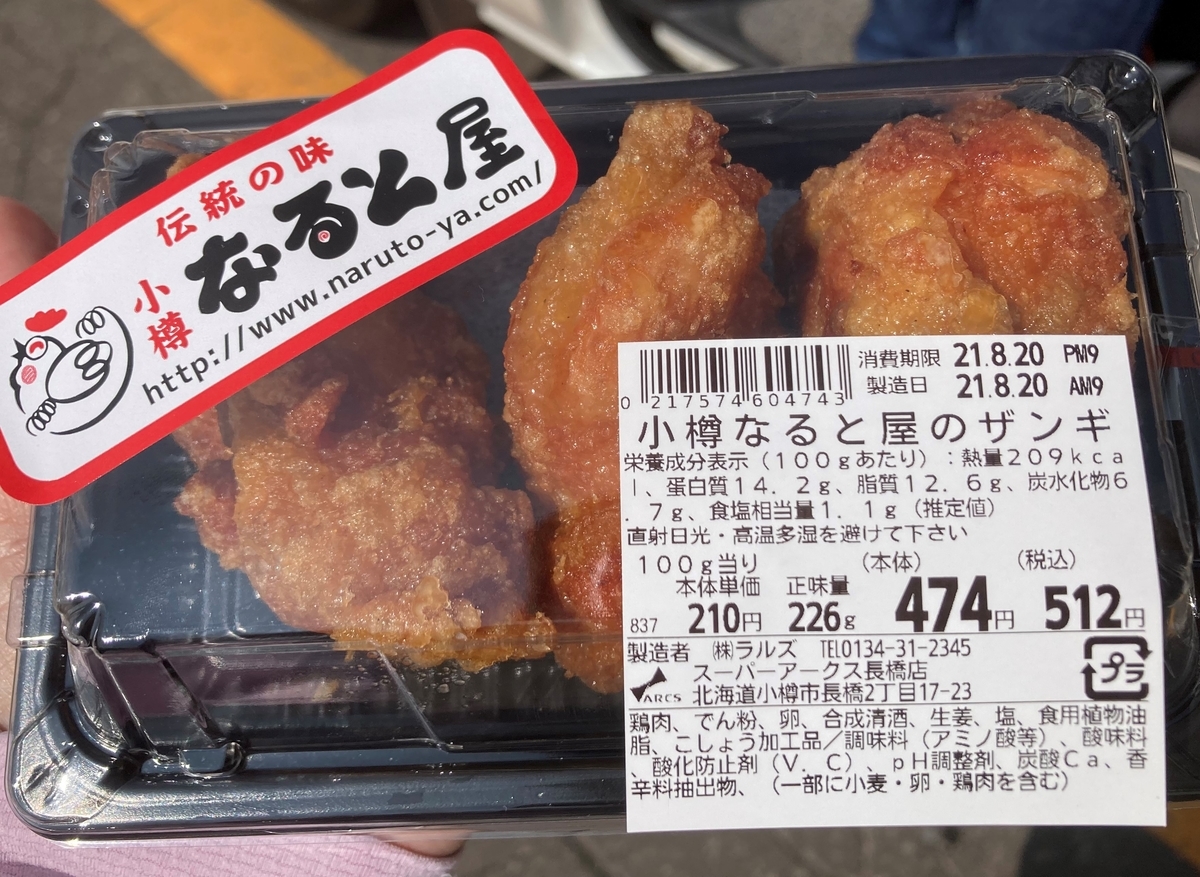 伝統の味
小樽
なると屋
http://www.naruto-ya.com/
消費期限 21.8.20 PM9
製造日 21.8.20 AM9
0 217574 604743
小樽なると屋のザンギ
栄養成分表示(100gあたり):熱量209kca
l、蛋白質14.2g、脂質12.6g、炭水化物6
.7g、食塩相当量1.1g(推定値)
直射日光・高温多湿を避けて下さい
100g当り (本体) (税込)
本体単価 正味量
837 210円 226g 474円 512円
製造者 ㈱ラルズ TEL0134-31-2345
スーパーアークス長橋店
ARCS 北海道小樽市長橋2丁目17-23
プラ
鶏肉、でん粉、卵、合成清酒、生姜、塩、食用植物油
脂、こしょう加工品/調味料(アミノ酸等)、酸味料
、酸化防止剤(V.C)、pH調整剤、炭酸Ca、香
辛料抽出物、(一部に小麦・卵・鶏肉を含む)